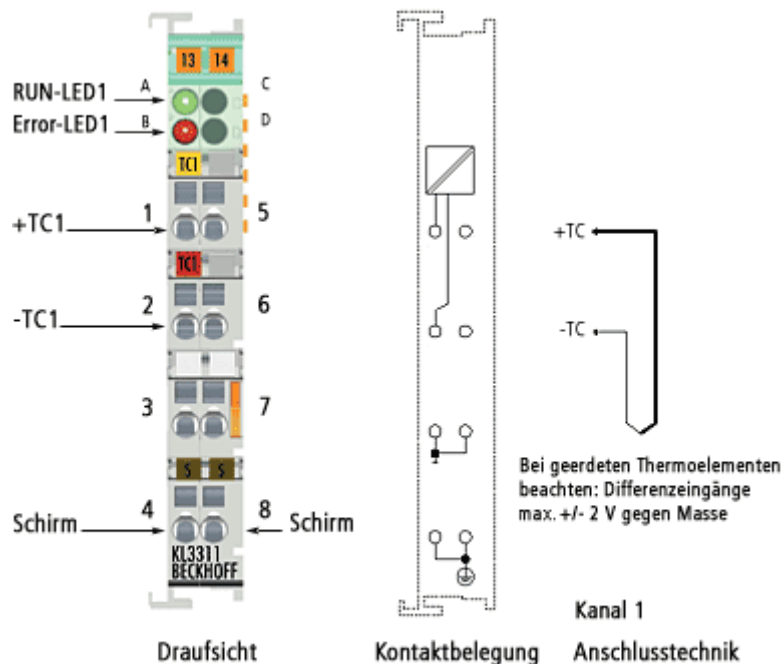 13 14
RUN-LED1 A C
Error-LED1 B D
TC1
+TC1 1 5
TC1
-TC1 2 6
3 7
S S
Schirm 4 8 Schirm
KL3311
BECKHOFF
+TC
-TC
Bei geerdeten Thermoelementen
beachten: Differenzeingänge
max. +/- 2 V gegen Masse
Kanal 1
Draufsicht Kontaktbelegung Anschlusstechnik